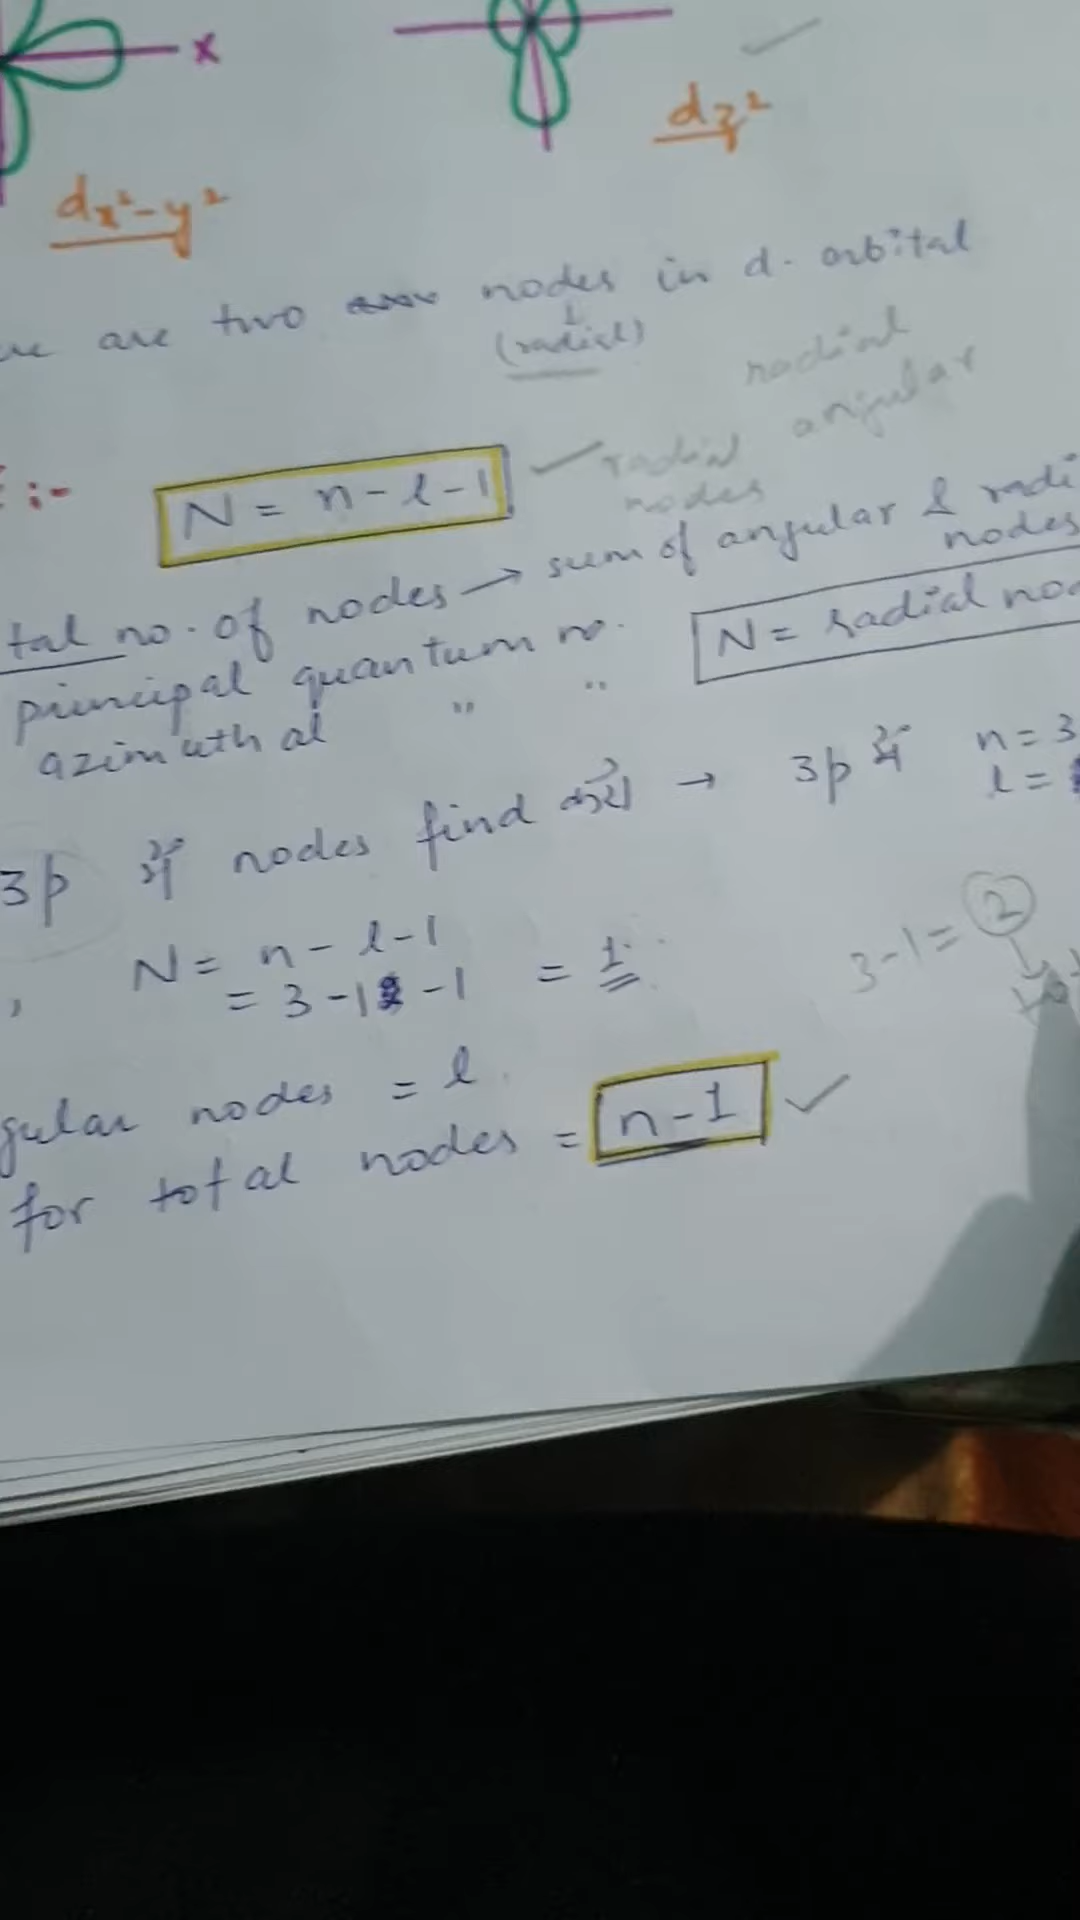 x
dz²
dx²-y²
are two nodes in d-orbital
(radial)
radial
angular
:-
N = n - l - 1
radial
nodes
tal no. of nodes → sum of angular & radi
nodes
principal quantum no.
N = radial no
azimuthal " "
3p में nodes find करो → 3p में n = 3
l =
N = n - l - 1
= 3 - 1 - 1 = 1
3-1 = 2
gular nodes = l
for total nodes = n - 1